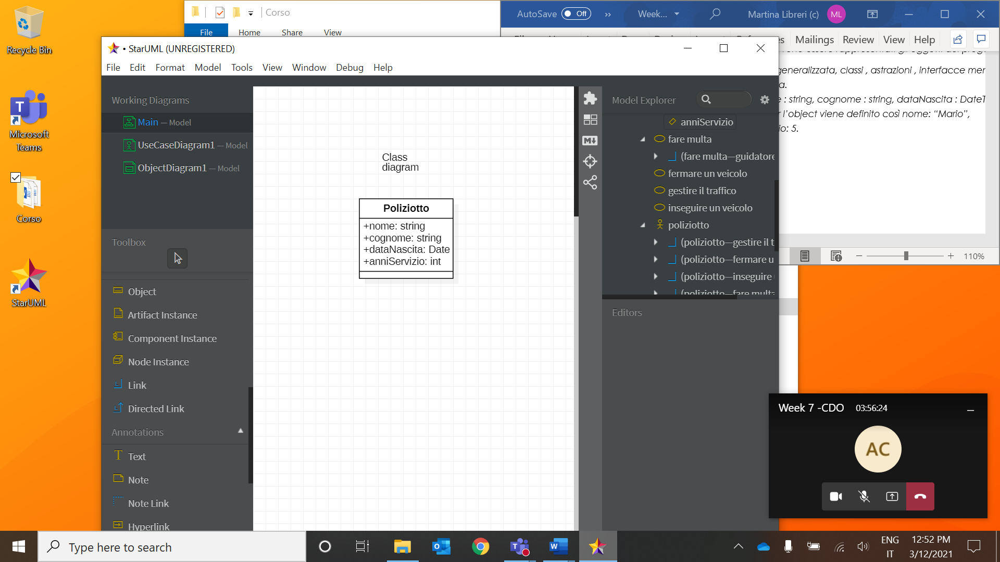 Recycle Bin
Microsoft
Teams
Corso
StarUML
Corso
File
Home
Share
View
AutoSave
Off
Week...
Martina Libreri (c)
ML
Mailings
Review
View
Help
generalizzata, classi , astrazioni , interfacce mer
a.
: string, cognome : string, dataNascita : DateT
l'object viene definito così nome: “Mario”,
io: 5.
110%
• StarUML (UNREGISTERED)
File
Edit
Format
Model
Tools
View
Window
Debug
Help
Working Diagrams
Main — Model
UseCaseDiagram1 — Model
ObjectDiagram1 — Model
Toolbox
Object
Artifact Instance
Component Instance
Node Instance
Link
Directed Link
Annotations
Text
Note
Note Link
Hyperlink
Class
diagram
Poliziotto
+nome: string
+cognome: string
+dataNascita: Date
+anniServizio: int
Model Explorer
anniServizio
fare multa
(fare multa—guidatore
fermare un veicolo
gestire il traffico
inseguire un veicolo
poliziotto
(poliziotto—gestire il t
(poliziotto—fermare u
(poliziotto—inseguire
(poliziotto—fare multa
Editors
Week 7 -CDO
03:56:24
AC
Type here to search
ENG
IT
12:52 PM
3/12/2021